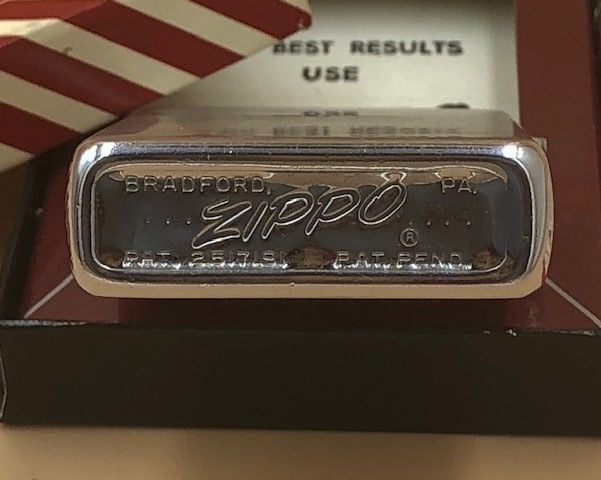 BEST RESULTS
USE
BRADFORD, PA.
ZIPPO ®
PAT. 2517191 PAT. PEND.